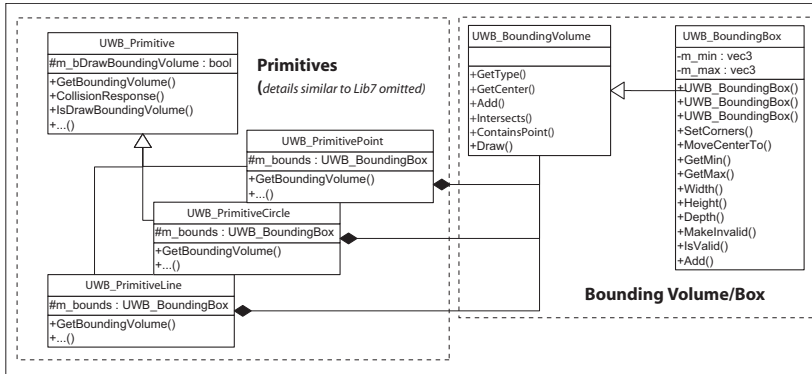 UWB_Primitive
#m_bDrawBoundingVolume : bool
+GetBoundingVolume()
+CollisionResponse()
+IsDrawBoundingVolume()
+...()
Primitives
(details similar to Lib7 omitted)
UWB_PrimitivePoint
#m_bounds : UWB_BoundingBox
+GetBoundingVolume()
+...()
UWB_PrimitiveCircle
#m_bounds : UWB_BoundingBox
+GetBoundingVolume()
+...()
UWB_PrimitiveLine
#m_bounds : UWB_BoundingBox
+GetBoundingVolume()
+...()
UWB_BoundingVolume
+GetType()
+GetCenter()
+Add()
+Intersects()
+ContainsPoint()
+Draw()
UWB_BoundingBox
-m_min : vec3
-m_max : vec3
+UWB_BoundingBox()
+UWB_BoundingBox()
+UWB_BoundingBox()
+SetCorners()
+MoveCenterTo()
+GetMin()
+GetMax()
+Width()
+Height()
+Depth()
+MakeInvalid()
+IsValid()
+Add()
Bounding Volume/Box